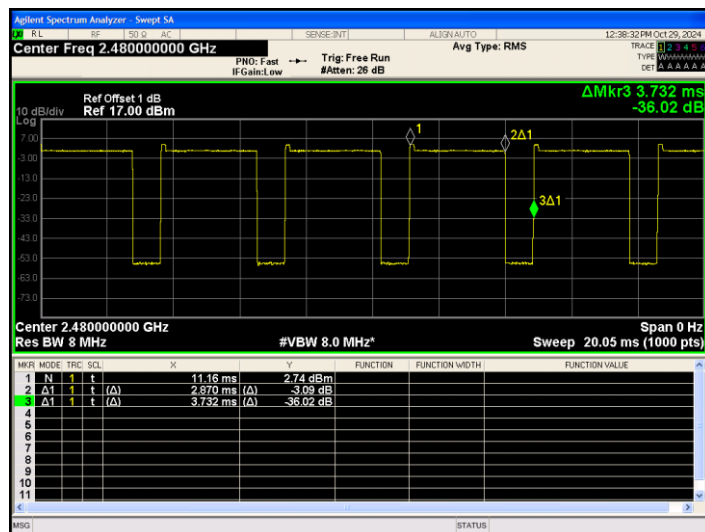 Agilent Spectrum Analyzer - Swept SA
RL RF 50 Ω AC SENSE:INT ALIGN AUTO 12:38:32 PM Oct 29, 2024
Center Freq 2.480000000 GHz
PNO: Fast
IFGain:Low
Trig: Free Run
#Atten: 26 dB
Avg Type: RMS
TRACE 1 2 3 4 5 6
TYPE
DET A A A A A A
ΔMkr3 3.732 ms
-36.02 dB
Ref Offset 1 dB
10 dB/div Ref 17.00 dBm
Log
7.00
-3.00
-13.0
-23.0
-33.0
-43.0
-53.0
-63.0
-73.0
1
2Δ1
3Δ1
Center 2.480000000 GHz Span 0 Hz
Res BW 8 MHz #VBW 8.0 MHz* Sweep 20.05 ms (1000 pts)
MKR MODE TRC SCL X Y FUNCTION FUNCTION WIDTH FUNCTION VALUE
1 N 1 t 11.16 ms 2.74 dBm
2 Δ1 1 t (Δ) 2.870 ms (Δ) -3.09 dB
3 Δ1 1 t (Δ) 3.732 ms (Δ) -36.02 dB
4
5
6
7
8
9
10
11
MSG STATUS